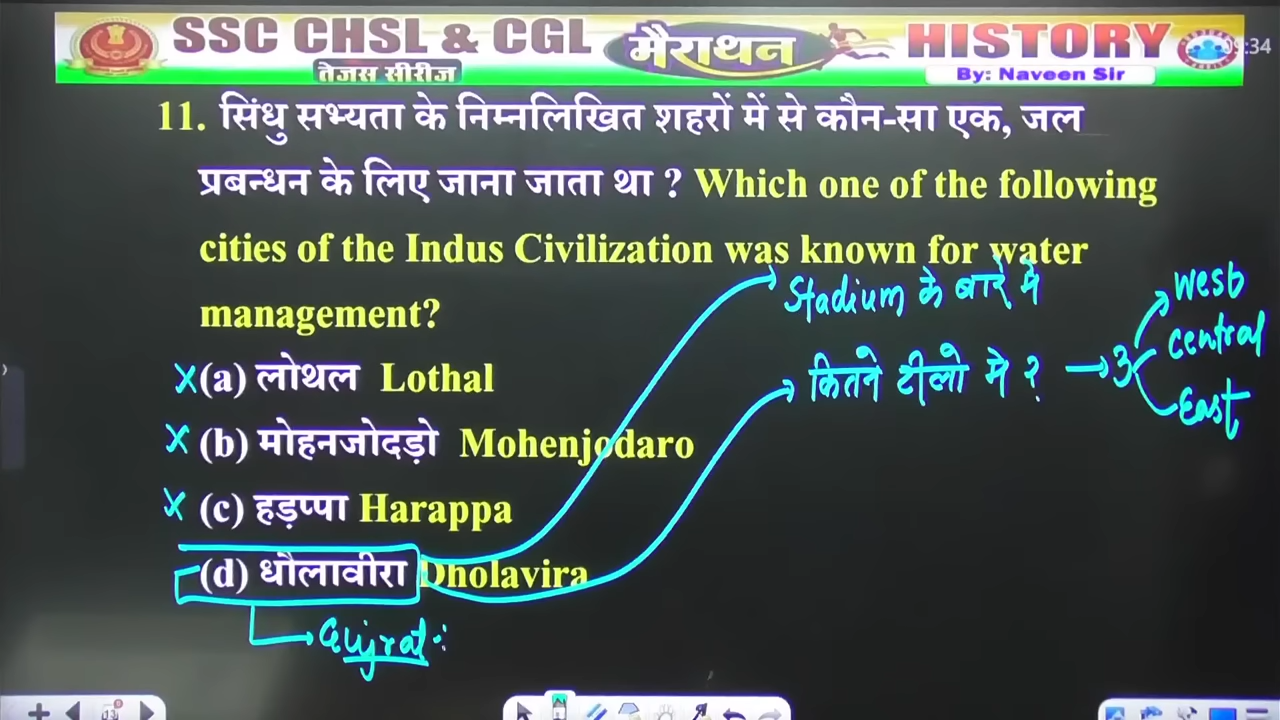 SSC CHSL & CGL मैराथन HISTORY
तेजस सीरीज By: Naveen Sir
:34
11. सिंधु सभ्यता के निम्नलिखित शहरों में से कौन-सा एक, जल
प्रबन्धन के लिए जाना जाता था ? Which one of the following
cities of the Indus Civilization was known for water
management?
Stadium के बारे में
West
Central
East
कितने टीलो में ? → 3
x (a) लोथल Lothal
x (b) मोहनजोदड़ो Mohenjodaro
x (c) हड़प्पा Harappa
(d) धौलावीरा Dholavira
Gujrat